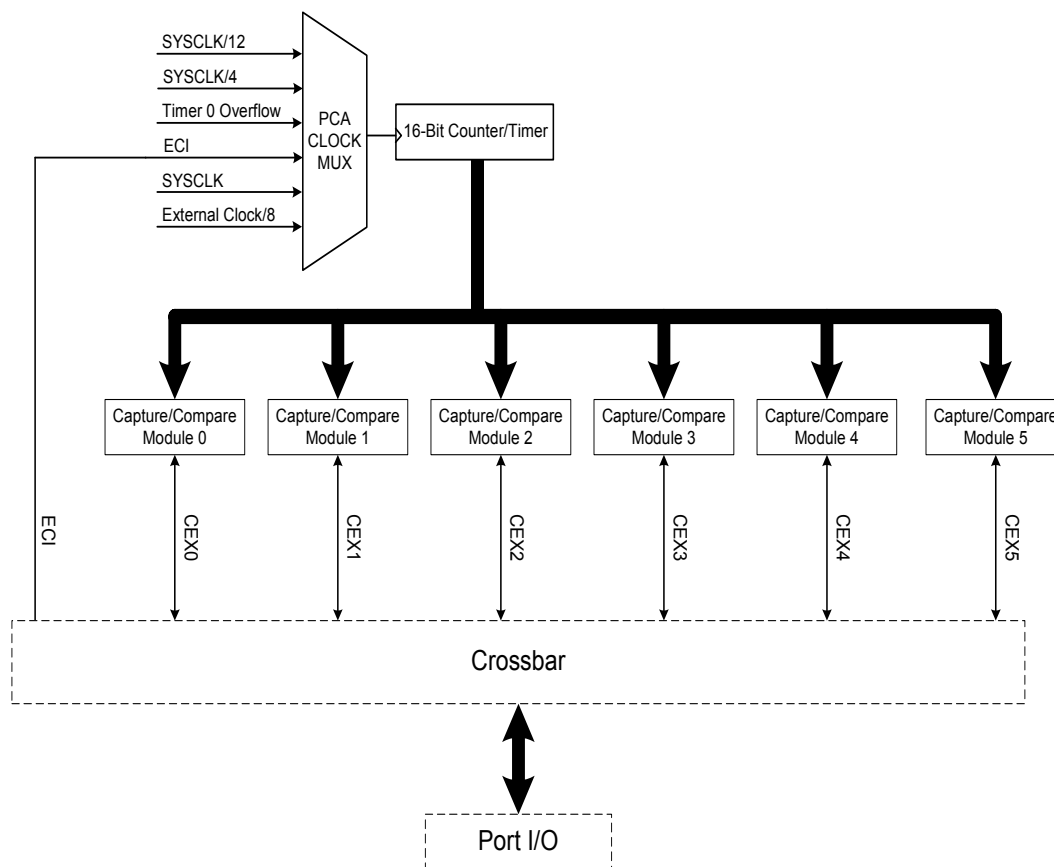 SYSCLK/12
SYSCLK/4
Timer 0 Overflow
ECI
SYSCLK
External Clock/8
PCA
CLOCK
MUX
16-Bit Counter/Timer
Capture/Compare
Module 0
Capture/Compare
Module 1
Capture/Compare
Module 2
Capture/Compare
Module 3
Capture/Compare
Module 4
Capture/Compare
Module 5
ECI
CEX0
CEX1
CEX2
CEX3
CEX4
CEX5
Crossbar
Port I/O